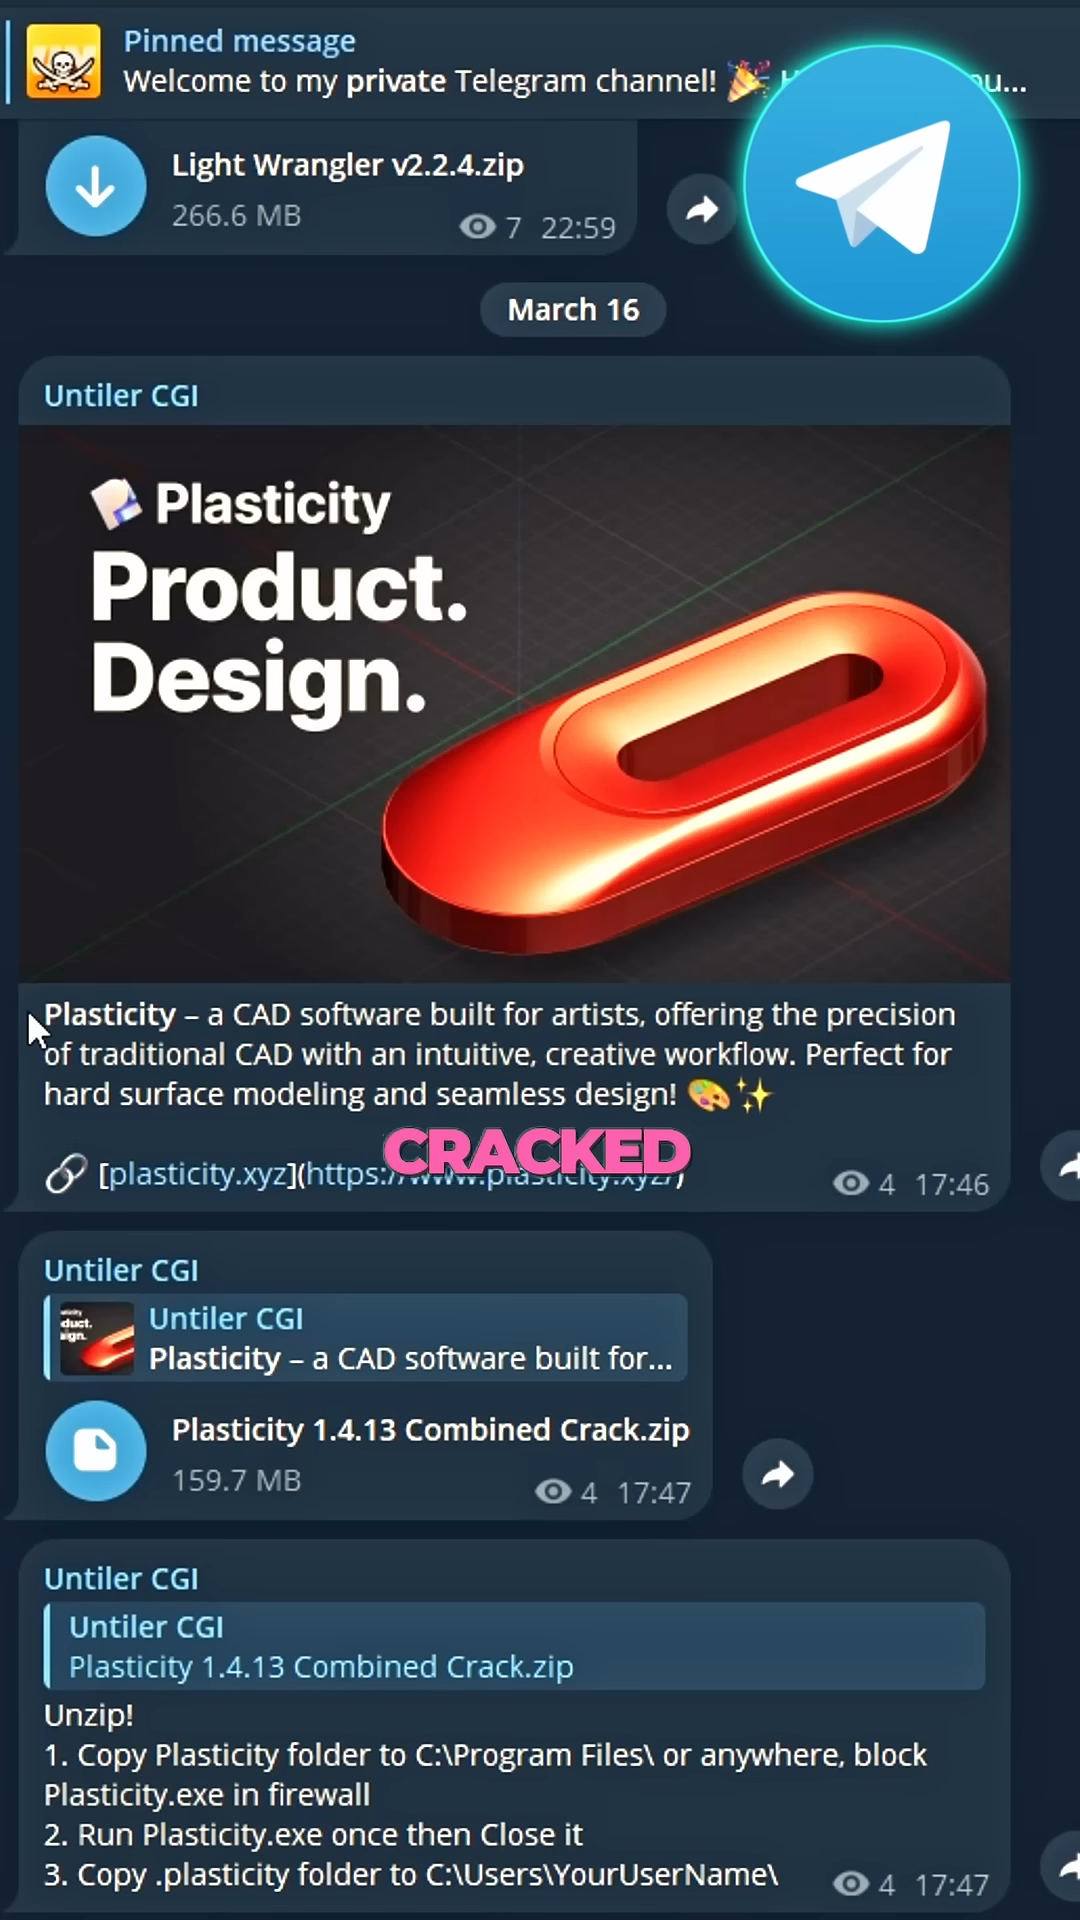 Pinned message
Welcome to my private Telegram channel! 🎉 H
u...
Light Wrangler v2.2.4.zip
266.6 MB
7 22:59
March 16
Untiler CGI
Plasticity
Product.
Design.
Plasticity – a CAD software built for artists, offering the precision
of traditional CAD with an intuitive, creative workflow. Perfect for
hard surface modeling and seamless design! 🎨✨
CRACKED
🔗 [plasticity.xyz](https://www.plasticity.xyz/)
4 17:46
Untiler CGI
Untiler CGI
duct.
ign.
Plasticity – a CAD software built for...
Plasticity 1.4.13 Combined Crack.zip
159.7 MB
4 17:47
Untiler CGI
Untiler CGI
Plasticity 1.4.13 Combined Crack.zip
Unzip!
1. Copy Plasticity folder to C:\Program Files\ or anywhere, block
Plasticity.exe in firewall
2. Run Plasticity.exe once then Close it
3. Copy .plasticity folder to C:\Users\YourUserName\
4 17:47